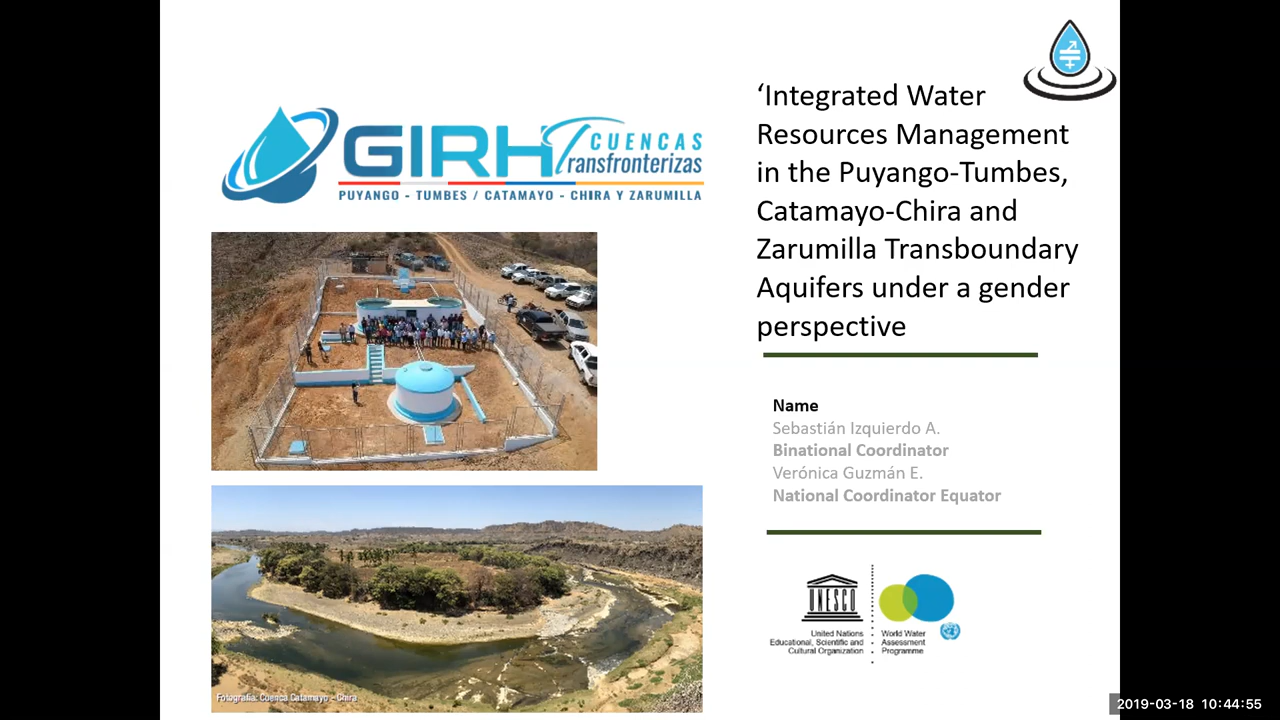 GIRHT CUENCAS
Transfronterizas
PUYANGO - TUMBES / CATAMAYO - CHIRA Y ZARUMILLA
Fotografía: Cuenca Catamayo - Chira
‘Integrated Water
Resources Management
in the Puyango-Tumbes,
Catamayo-Chira and
Zarumilla Transboundary
Aquifers under a gender
perspective
Name
Sebastián Izquierdo A.
Binational Coordinator
Verónica Guzmán E.
National Coordinator Equator
UNESCO
United Nations
Educational, Scientific and
Cultural Organization
World Water
Assessment
Programme
2019-03-18 10:44:55